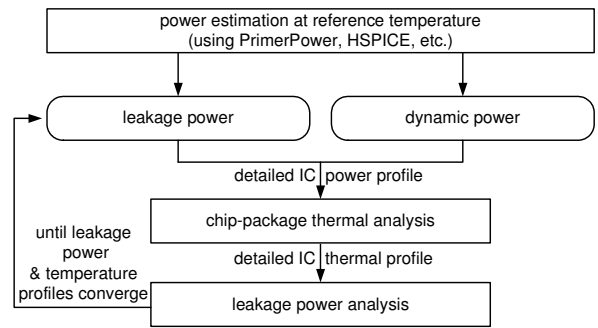 power estimation at reference temperature
(using PrimerPower, HSPICE, etc.)
leakage power
dynamic power
detailed IC power profile
chip-package thermal analysis
detailed IC thermal profile
until leakage
power
& temperature
profiles converge
leakage power analysis